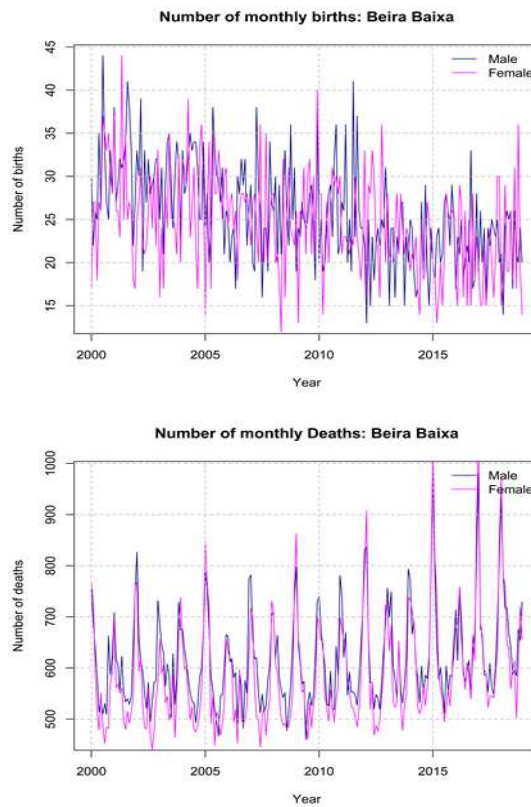 Number of monthly births: Beira Baixa
Number of births
45
40
35
30
25
20
15
Male
Female
2000
2005
2010
2015
Year
Number of monthly Deaths: Beira Baixa
Number of deaths
1000
900
800
700
600
500
Male
Female
2000
2005
2010
2015
Year